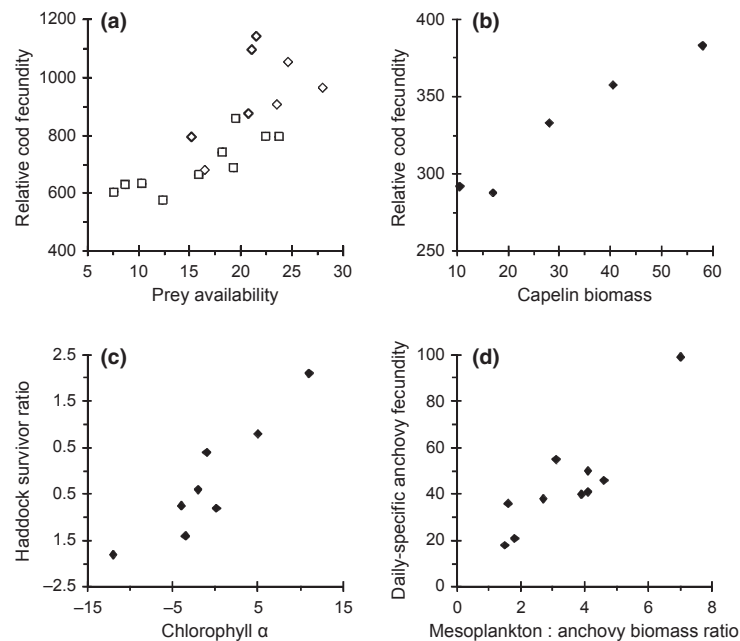 (a)
Relative cod fecundity
1200
1000
800
600
400
5 10 15 20 25 30
Prey availability
(b)
Relative cod fecundity
400
350
300
250
10 20 30 40 50 60
Capelin biomass
(c)
Haddock survivor ratio
2.5
1.5
0.5
0.5
1.5
–2.5
–15 –5 5 15
Chlorophyll α
(d)
Daily-specific anchovy fecundity
100
80
60
40
20
0
0 2 4 6 8
Mesoplankton : anchovy biomass ratio